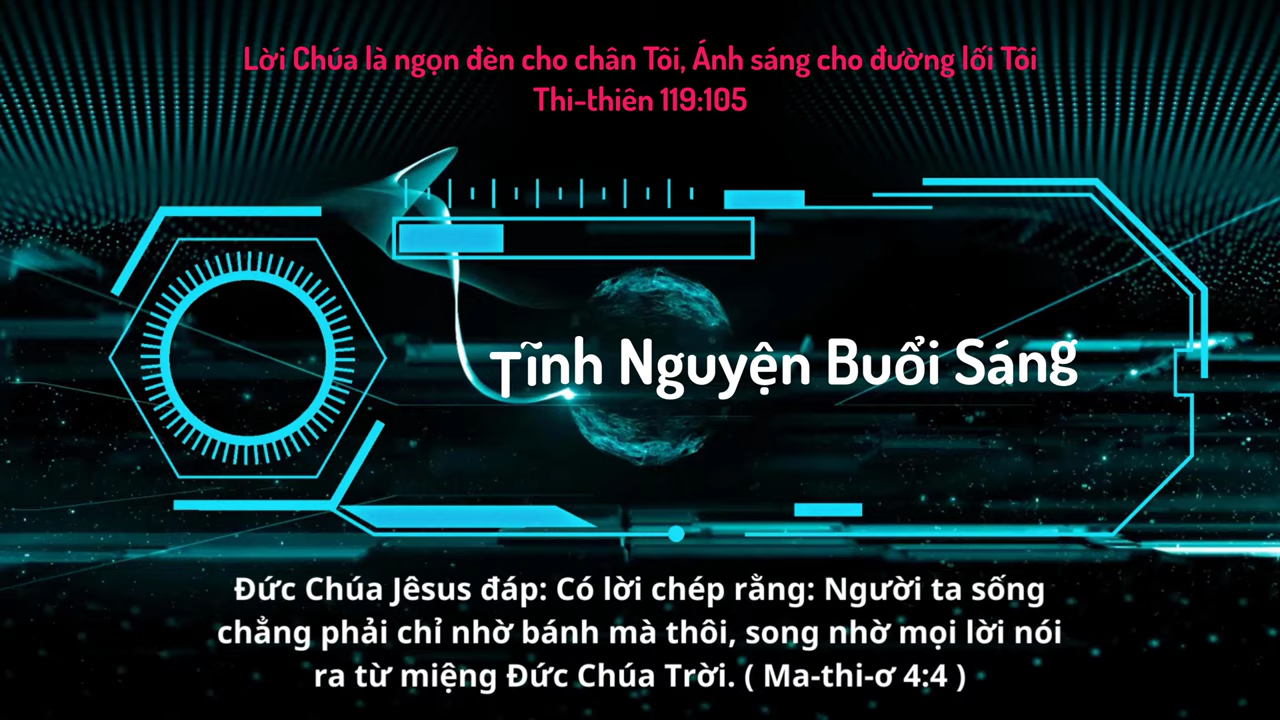 Lời Chúa là ngọn đèn cho chân Tôi, Ánh sáng cho đường lối Tôi
Thi-thiên 119:105
Tĩnh Nguyện Buổi Sáng
Đức Chúa Jêsus đáp: Có lời chép rằng: Người ta sống
chẳng phải chỉ nhờ bánh mà thôi, song nhờ mọi lời nói
ra từ miệng Đức Chúa Trời. ( Ma-thi-ơ 4:4 )